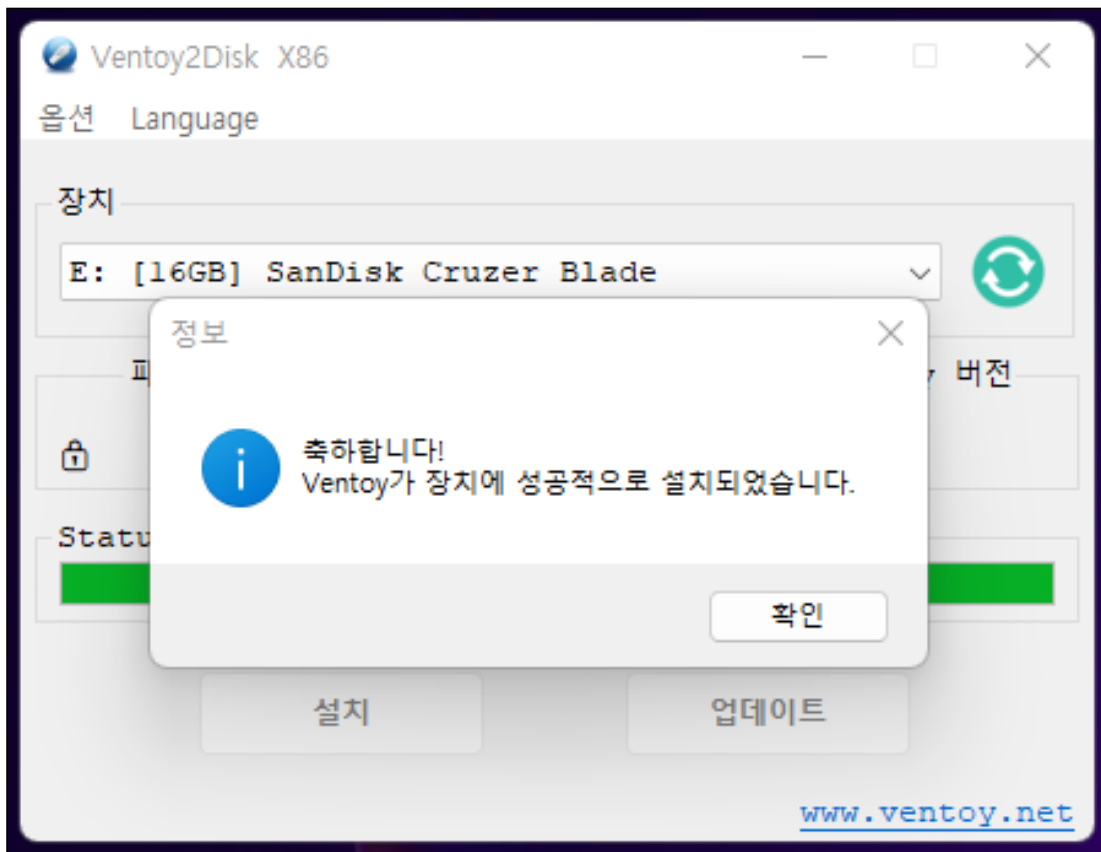 Ventoy2Disk X86
옵션 Language
장치
E: [16GB] SanDisk Cruzer Blade
정보
버전
축하합니다!
Ventoy가 장치에 성공적으로 설치되었습니다.
Statu
확인
설치
업데이트
www.ventoy.net